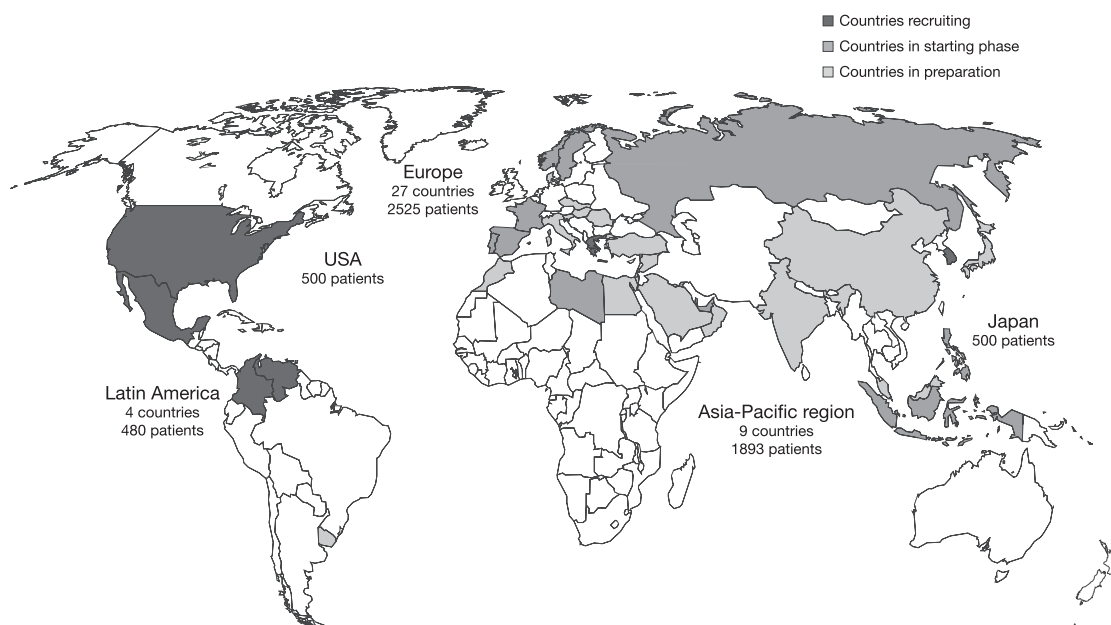 Countries recruiting
Countries in starting phase
Countries in preparation
Europe
27 countries
2525 patients
USA
500 patients
Japan
500 patients
Latin America
4 countries
480 patients
Asia-Pacific region
9 countries
1893 patients